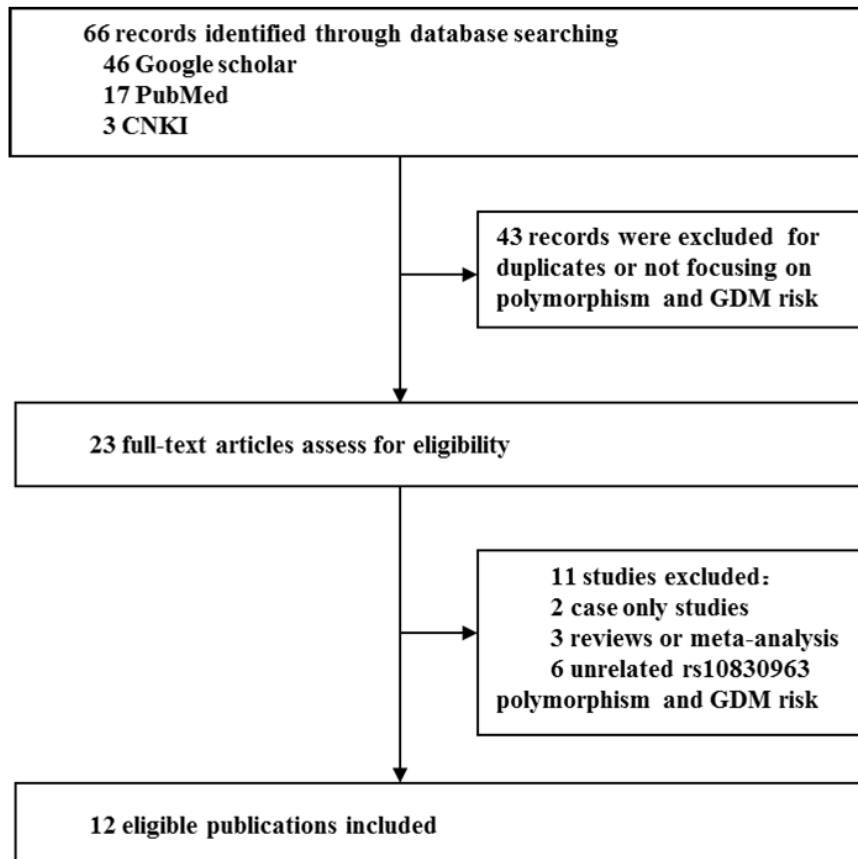 66 records identified through database searching
46 Google scholar
17 PubMed
3 CNKI
43 records were excluded for
duplicates or not focusing on
polymorphism and GDM risk
23 full-text articles assess for eligibility
11 studies excluded：
2 case only studies
3 reviews or meta-analysis
6 unrelated rs10830963
polymorphism and GDM risk
12 eligible publications included